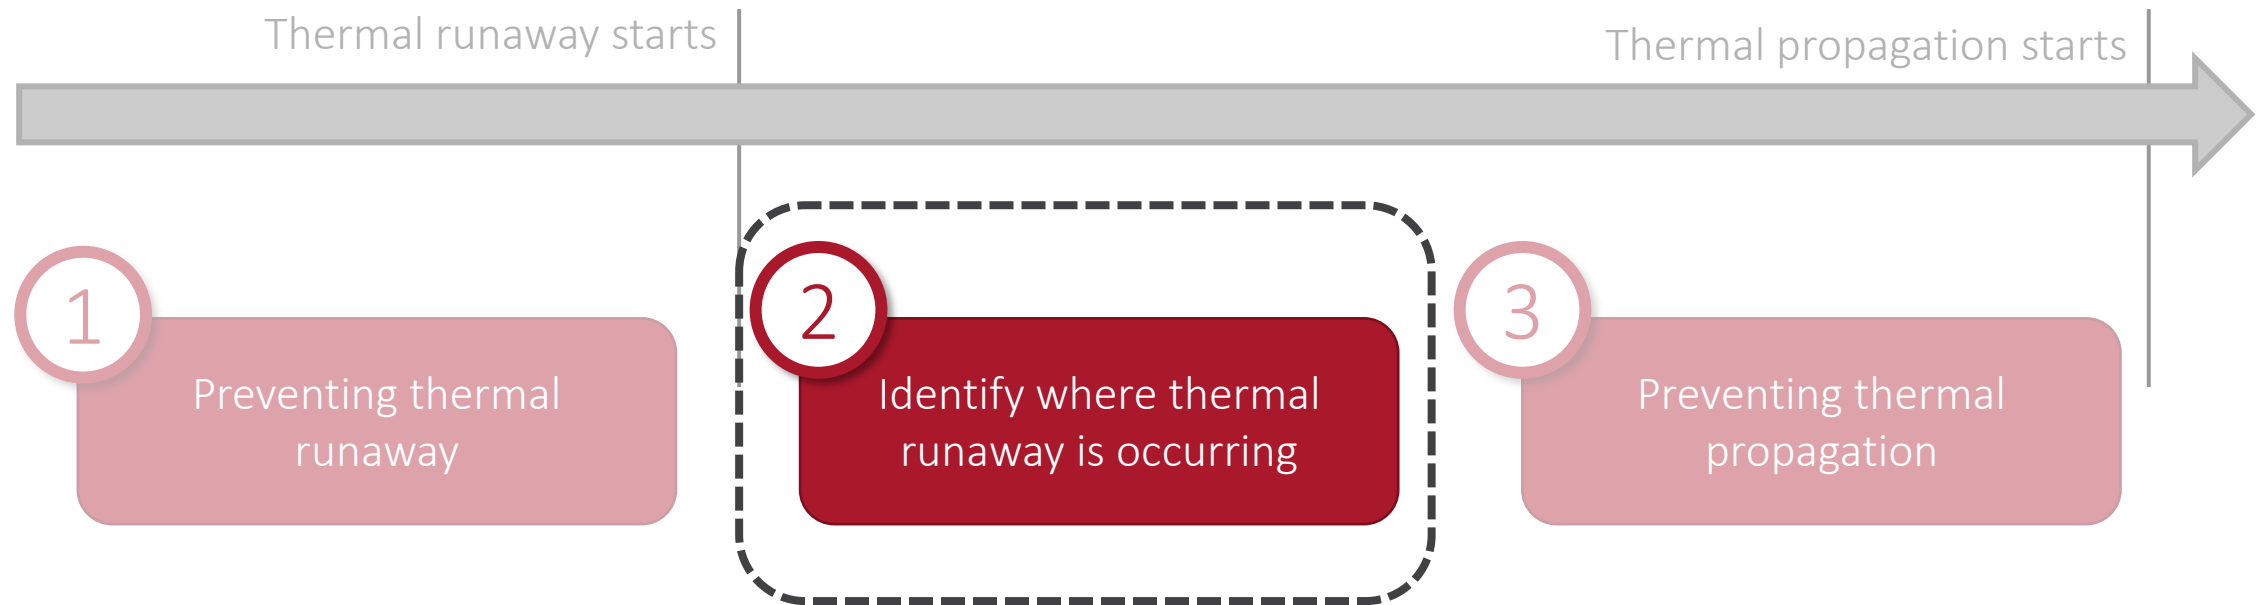 Thermal runaway starts
Thermal propagation starts
1
Preventing thermal
runaway
2
Identify where thermal
runaway is occurring
3
Preventing thermal
propagation